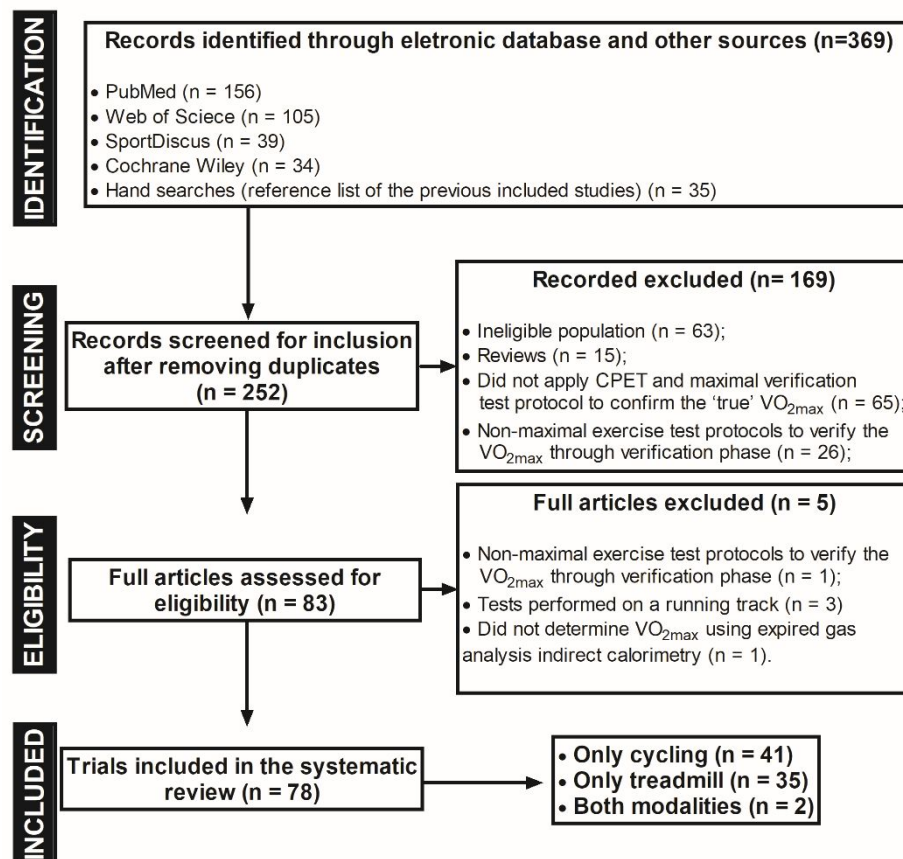 IDENTIFICATION
Records identified through eletronic database and other sources (n=369)
• PubMed (n = 156)
• Web of Sciece (n = 105)
• SportDiscus (n = 39)
• Cochrane Wiley (n = 34)
• Hand searches (reference list of the previous included studies) (n = 35)
SCREENING
Records screened for inclusion
after removing duplicates
(n = 252)
Recorded excluded (n= 169)
• Ineligible population (n = 63);
• Reviews (n = 15);
• Did not apply CPET and maximal verification
test protocol to confirm the ‘true’ VO2max (n = 65);
• Non-maximal exercise test protocols to verify the
VO2max through verification phase (n = 26);
ELIGIBILITY
Full articles assessed for
eligibility (n = 83)
Full articles excluded (n = 5)
• Non-maximal exercise test protocols to verify the
VO2max through verification phase (n = 1);
• Tests performed on a running track (n = 3)
• Did not determine VO2max using expired gas
analysis indirect calorimetry (n = 1).
INCLUDED
Trials included in the systematic
review (n = 78)
• Only cycling (n = 41)
• Only treadmill (n = 35)
• Both modalities (n = 2)